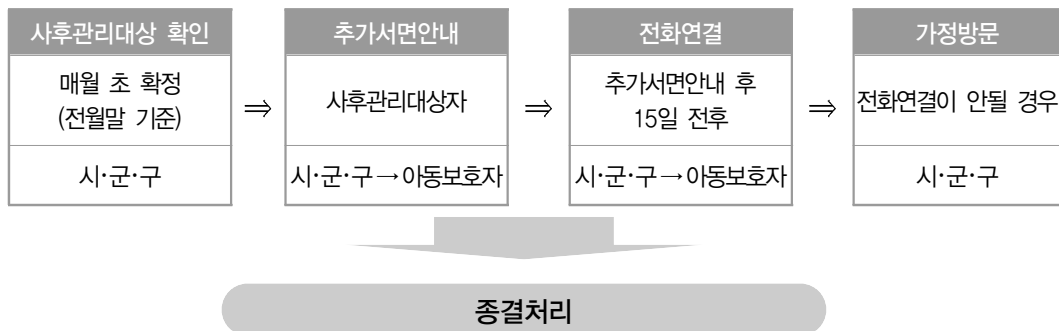 사후관리대상 확인
매월 초 확정
(전월말 기준)
시·군·구
⇒
추가서면안내
사후관리대상자
시·군·구→아동보호자
⇒
전화연결
추가서면안내 후
15일 전후
시·군·구→아동보호자
⇒
가정방문
전화연결이 안될 경우
시·군·구
종결처리